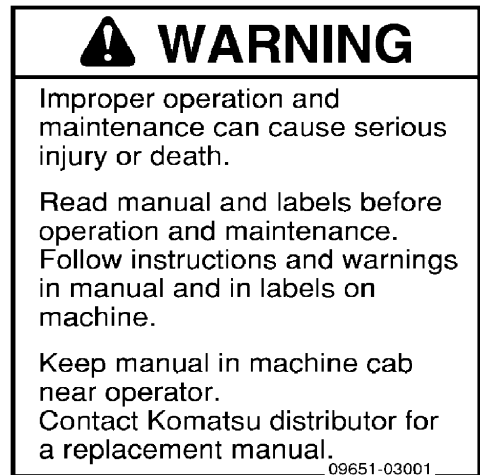 WARNING
Improper operation and
maintenance can cause serious
injury or death.
Read manual and labels before
operation and maintenance.
Follow instructions and warnings
in manual and in labels on
machine.
Keep manual in machine cab
near operator.
Contact Komatsu distributor for
a replacement manual.
09651-03001